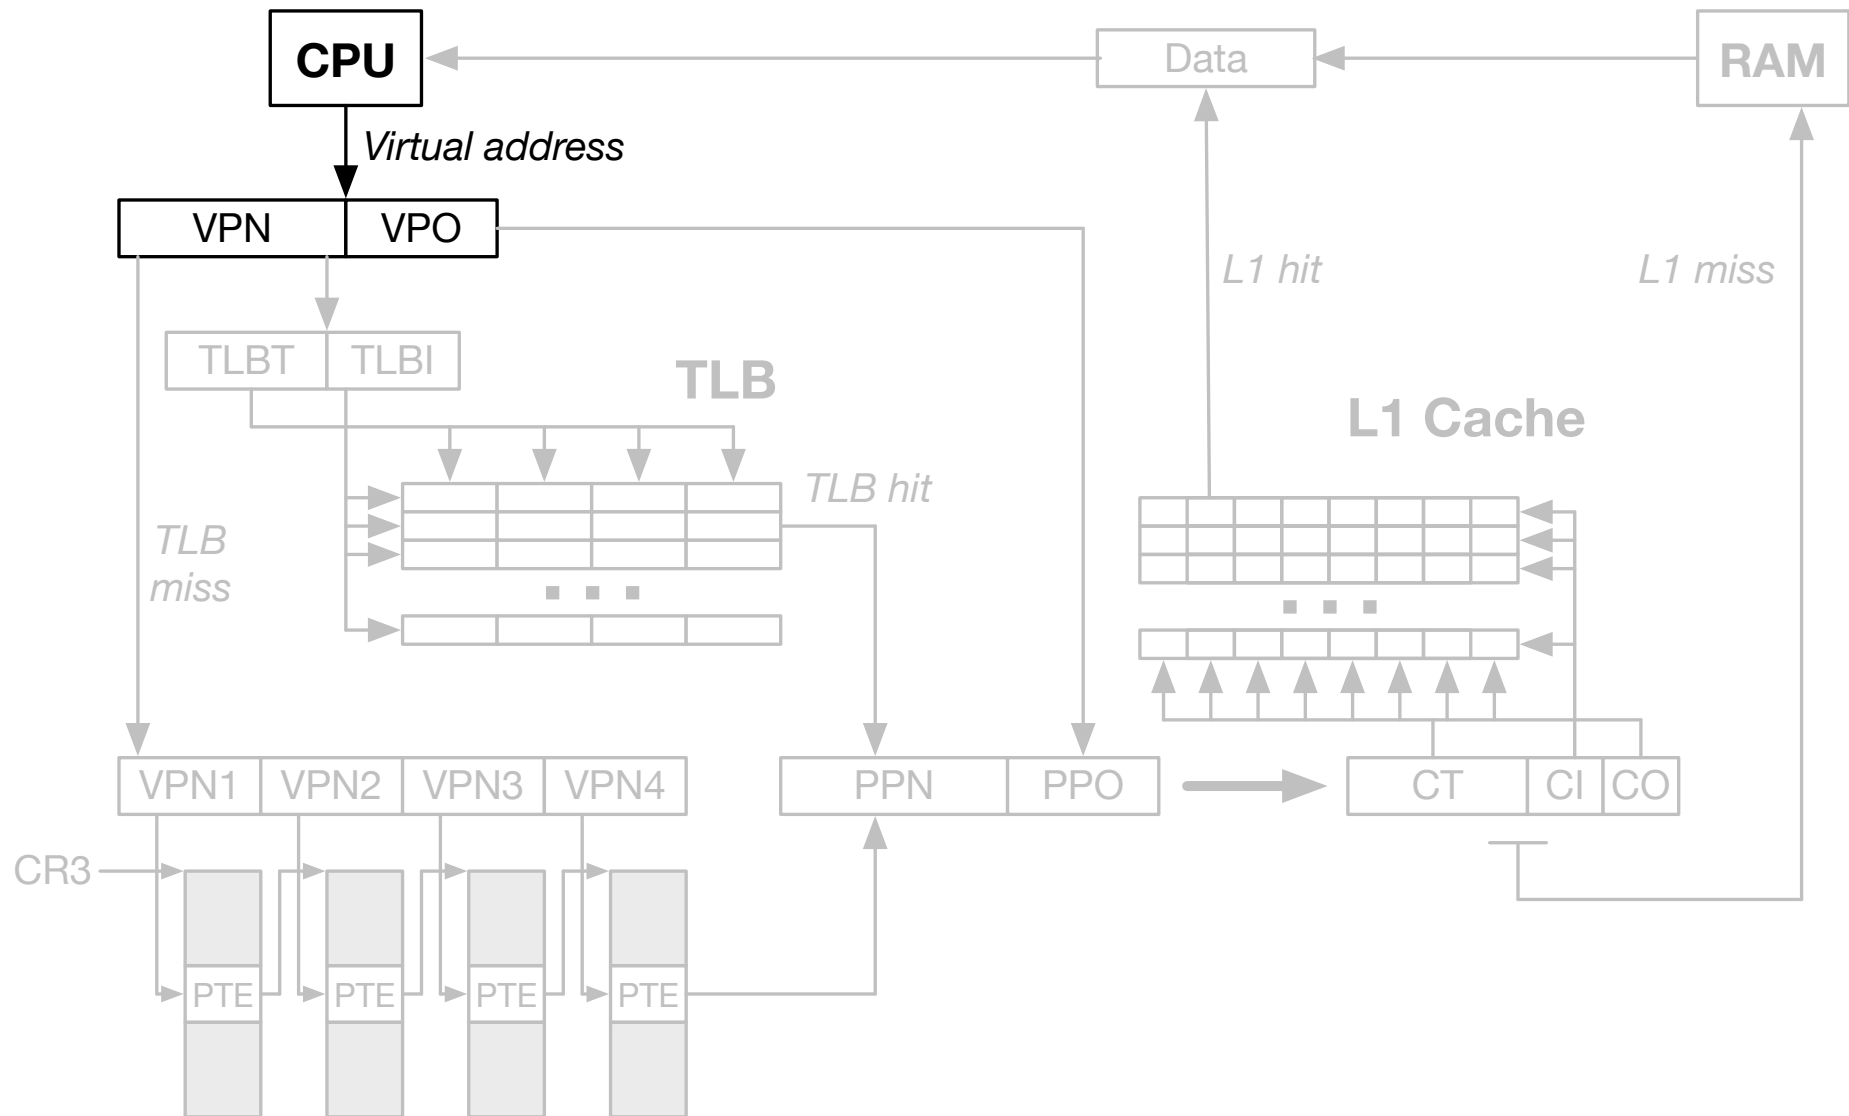 CPU
Data
RAM
Virtual address
VPN VPO
L1 hit
L1 miss
TLBT TLBI
TLB
L1 Cache
TLB hit
TLB
miss
. . .
. . .
VPN1 VPN2 VPN3 VPN4
PPN PPO
CT CI CO
CR3
PTE PTE PTE PTE